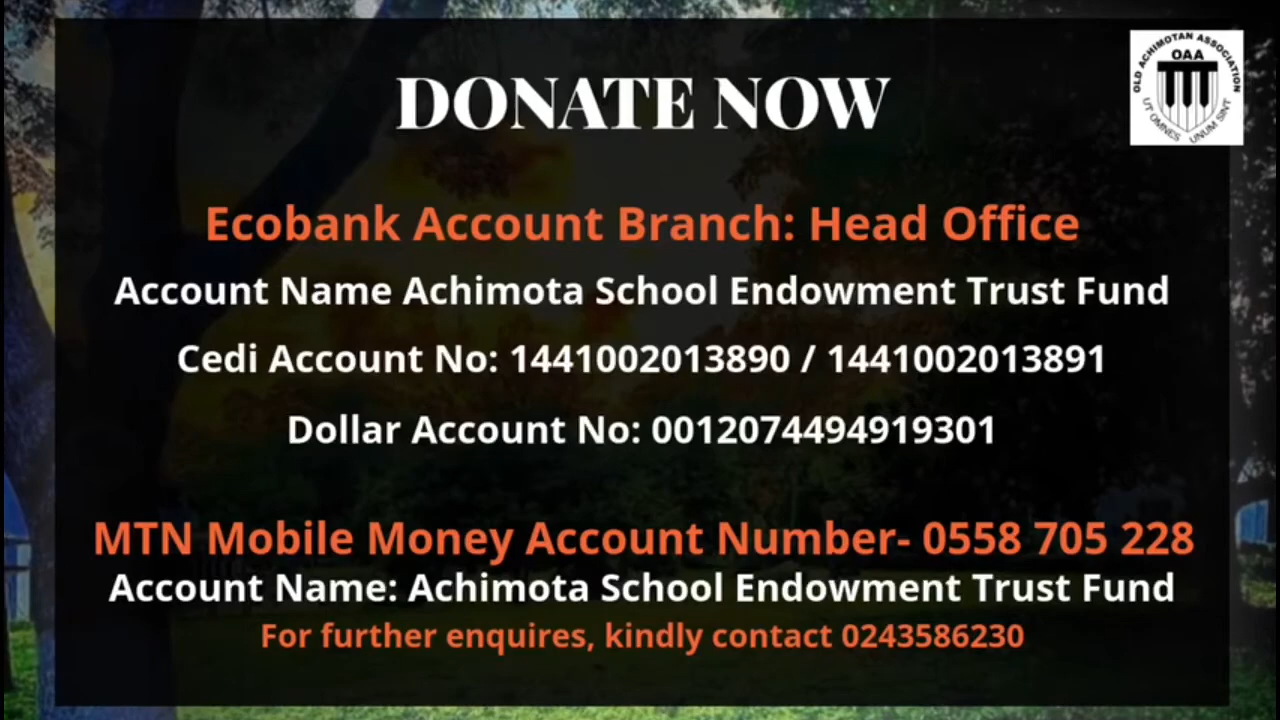 DONATE NOW
OLD ACHIMOTAN ASSOCIATION
OAA
UT OMNES UNUM SINT
Ecobank Account Branch: Head Office
Account Name Achimota School Endowment Trust Fund
Cedi Account No: 1441002013890 / 1441002013891
Dollar Account No: 0012074494919301
MTN Mobile Money Account Number- 0558 705 228
Account Name: Achimota School Endowment Trust Fund
For further enquires, kindly contact 0243586230